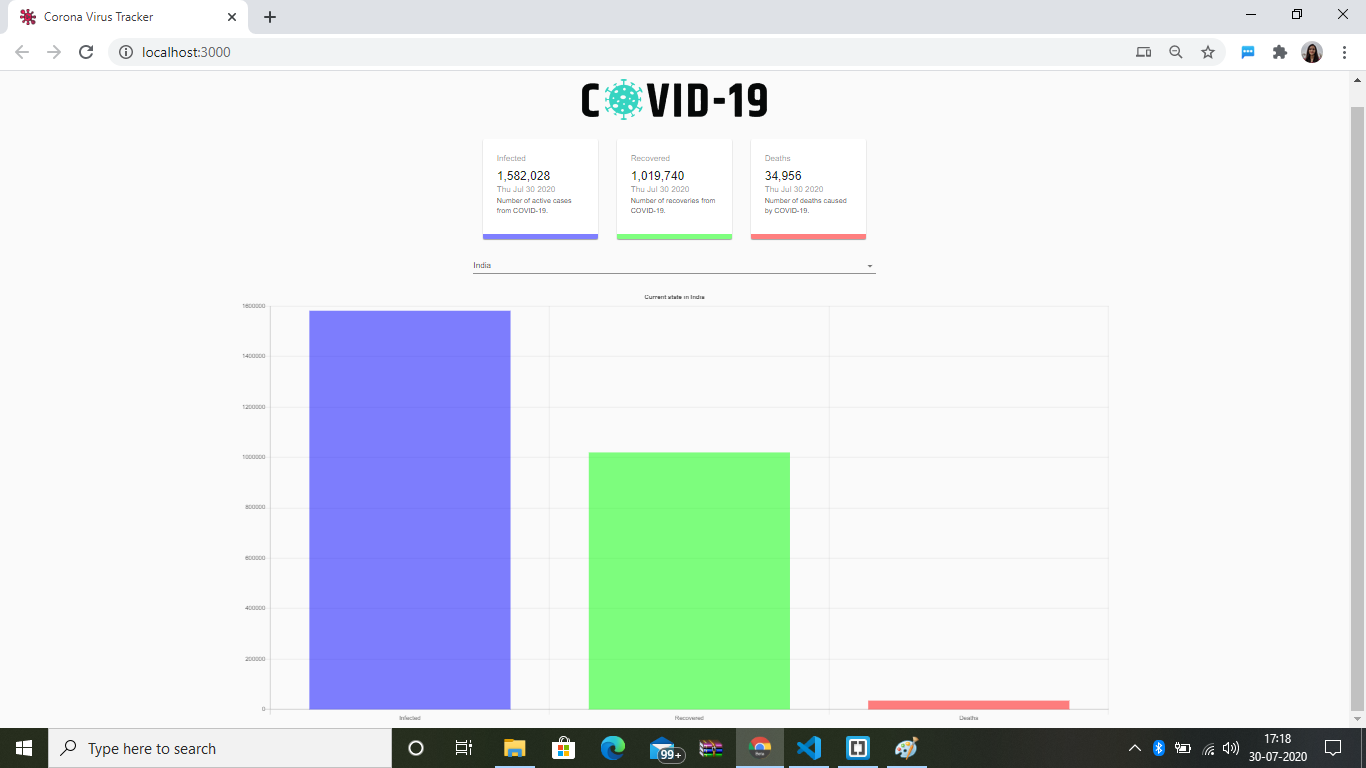 Corona Virus Tracker
localhost:3000
COVID-19
Infected
1,582,028
Thu Jul 30 2020
Number of active cases
from COVID-19.
Recovered
1,019,740
Thu Jul 30 2020
Number of recoveries from
COVID-19.
Deaths
34,956
Thu Jul 30 2020
Number of deaths caused
by COVID-19.
India
Current state in India
1600000
1400000
1200000
1000000
800000
600000
400000
200000
0
Infected
Recovered
Deaths
Type here to search
99+
17:18
30-07-2020